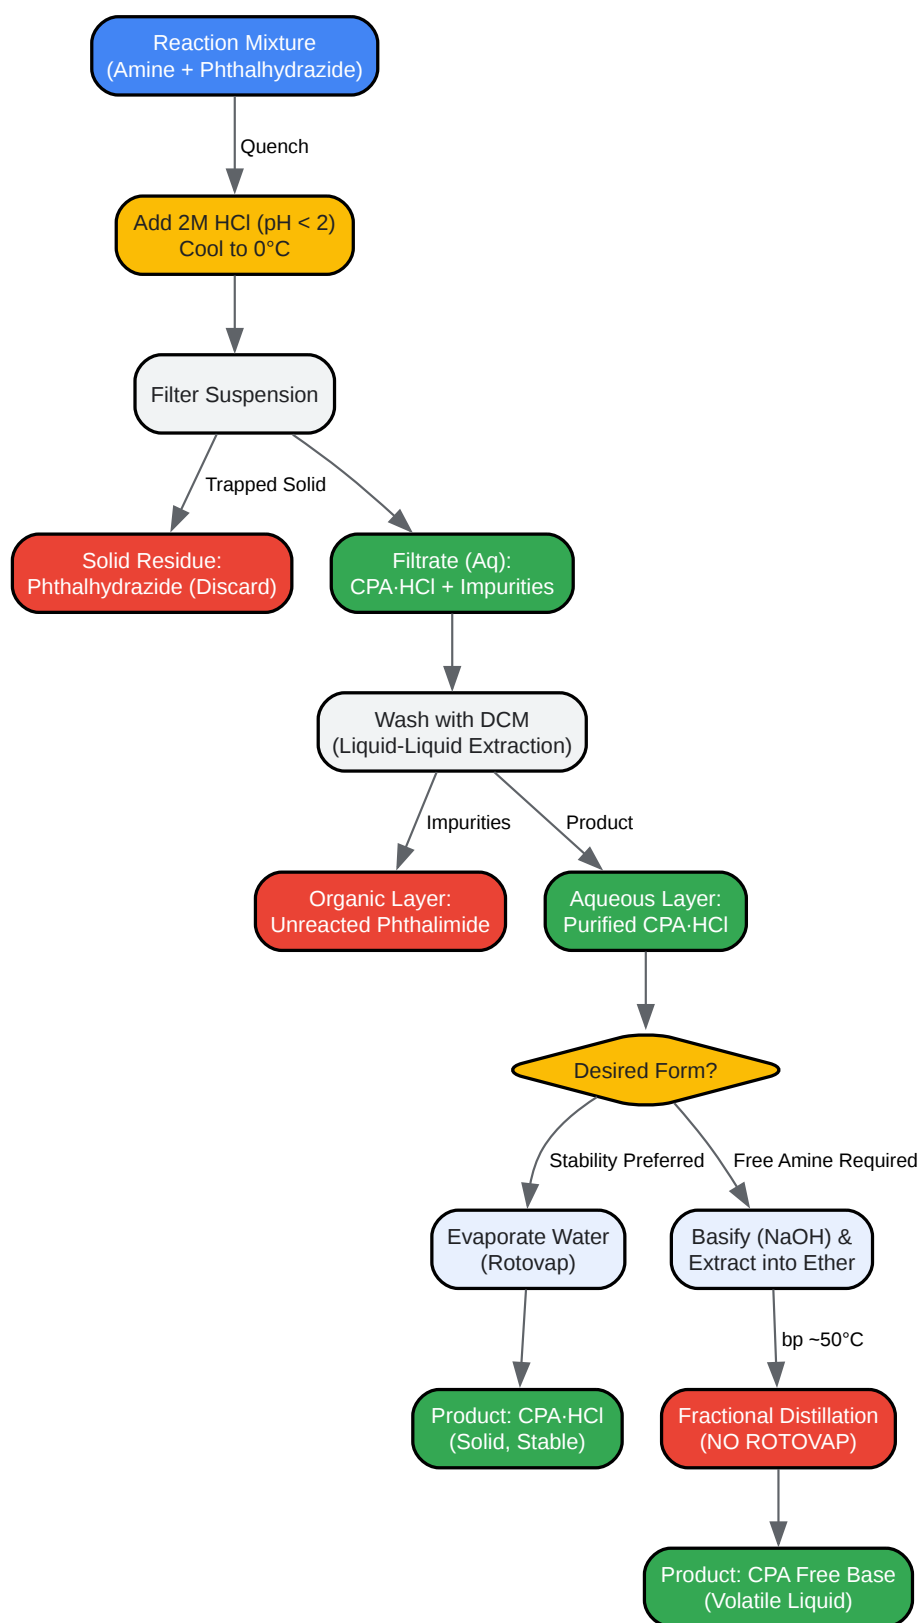 Reaction Mixture
(Amine + Phthalhydrazide)
Quench
Add 2M HCl (pH < 2)
Cool to 0°C
Filter Suspension
Trapped Solid
Solid Residue:
Phthalhydrazide (Discard)
Filtrate (Aq):
CPA·HCl + Impurities
Wash with DCM
(Liquid-Liquid Extraction)
Impurities
Product
Organic Layer:
Unreacted Phthalimide
Aqueous Layer:
Purified CPA·HCl
Desired Form?
Stability Preferred
Free Amine Required
Evaporate Water
(Rotovap)
Basify (NaOH) &
Extract into Ether
bp ~50°C
Product: CPA·HCl
(Solid, Stable)
Fractional Distillation
(NO ROTOVAP)
Product: CPA Free Base
(Volatile Liquid)